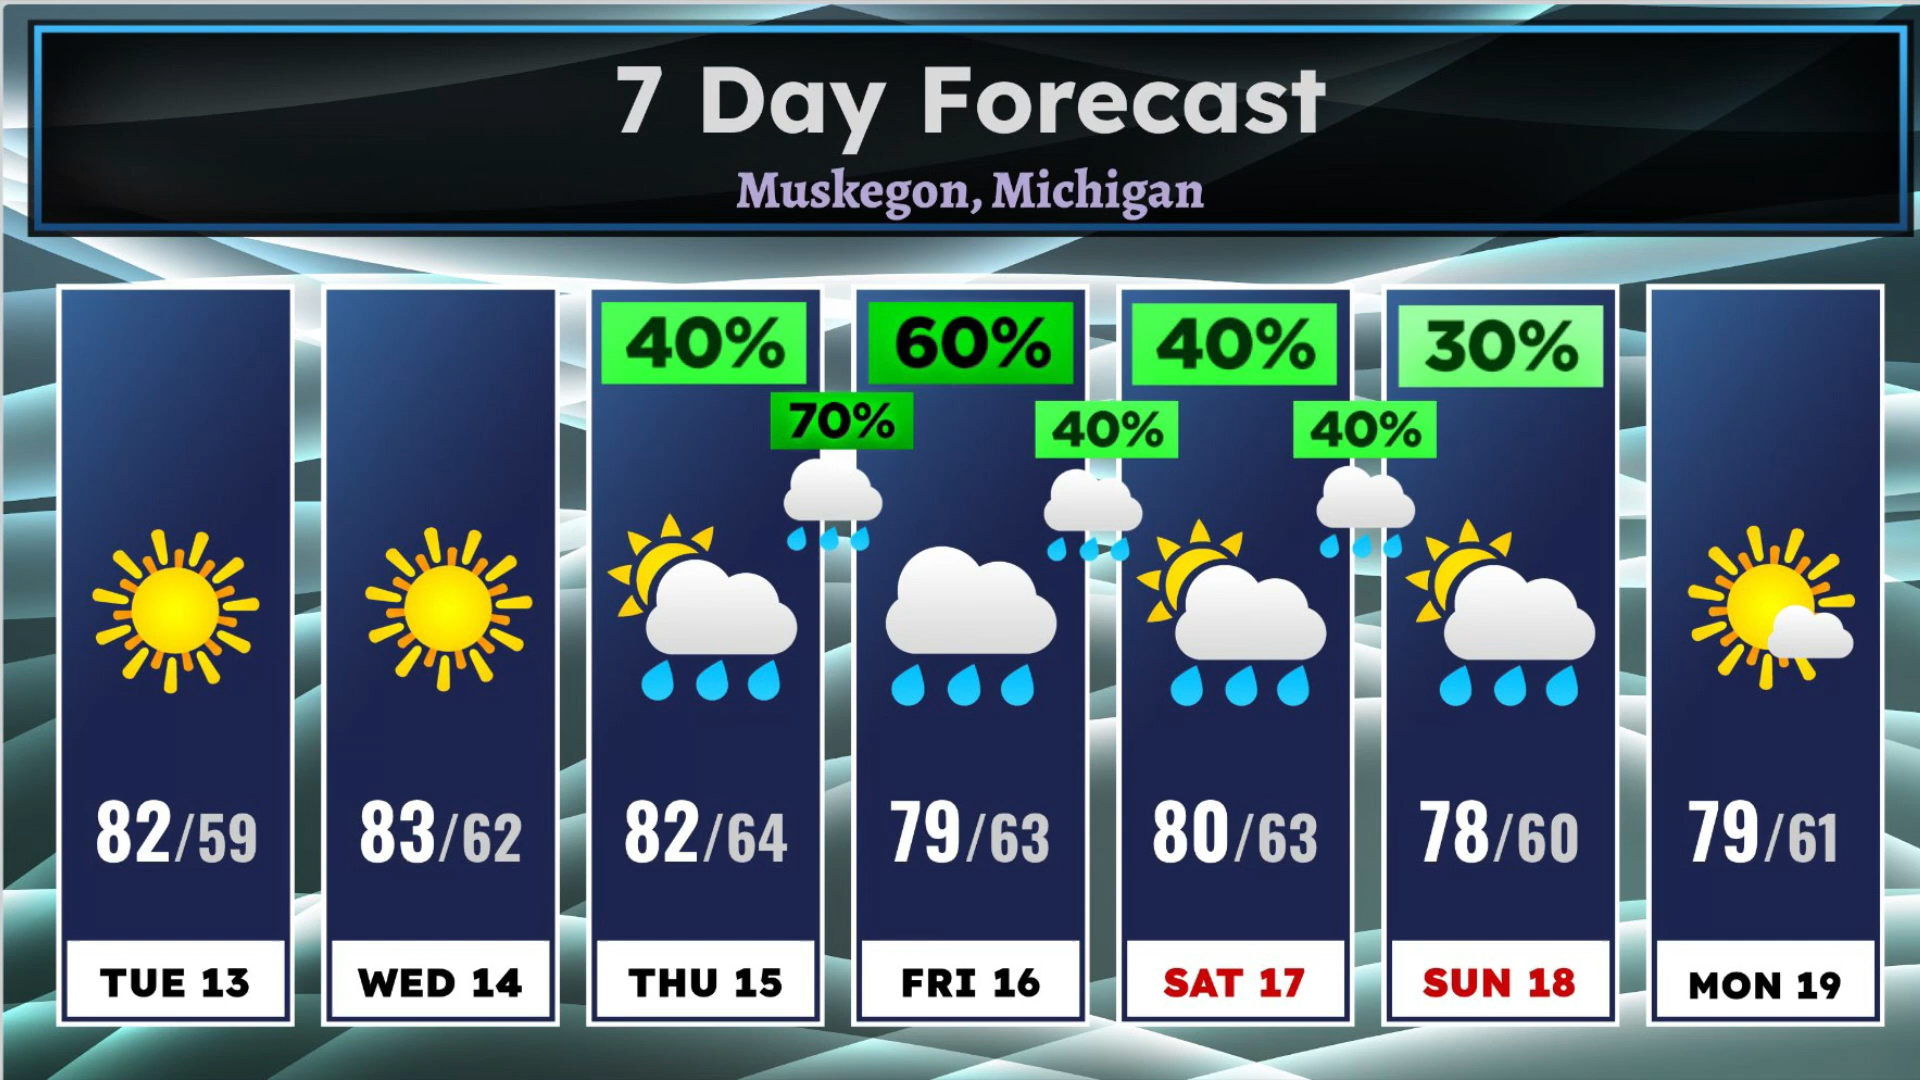 7 Day Forecast
Muskegon, Michigan
40%
60%
40%
30%
70%
40%
40%
82/59
83/62
82/64
79/63
80/63
78/60
79/61
TUE 13
WED 14
THU 15
FRI 16
SAT 17
SUN 18
MON 19